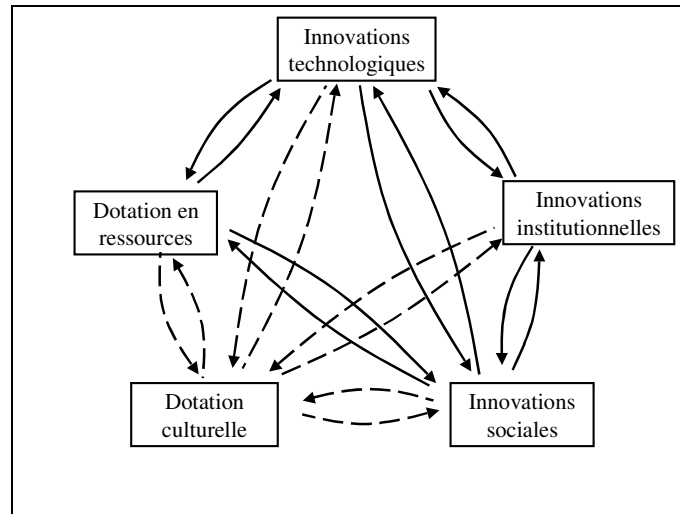 Innovations
technologiques
Dotation en
ressources
Innovations
institutionnelles
Dotation
culturelle
Innovations
sociales